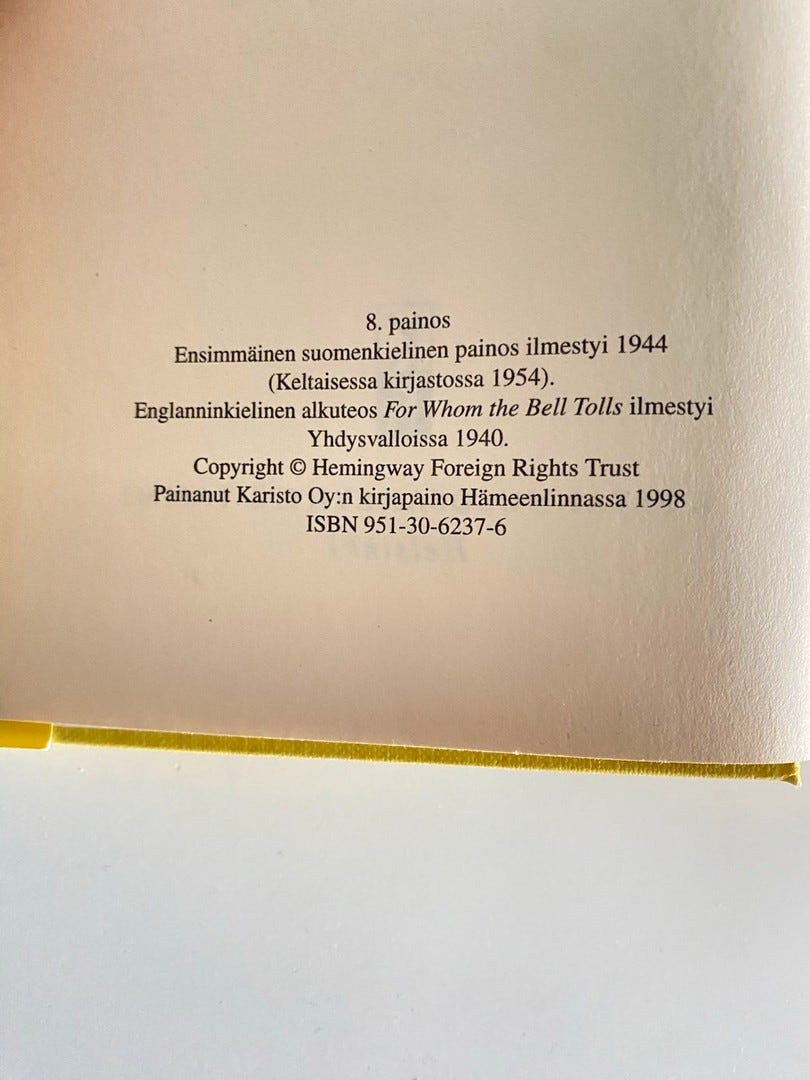 8. painos
Ensimmäinen suomenkielinen painos ilmestyi 1944
(Keltaisessa kirjastossa 1954).
Englanninkielinen alkuteos For Whom the Bell Tolls ilmestyi
Yhdysvalloissa 1940.
Copyright © Hemingway Foreign Rights Trust
Painanut Karisto Oy:n kirjapaino Hämeenlinnassa 1998
ISBN 951-30-6237-6